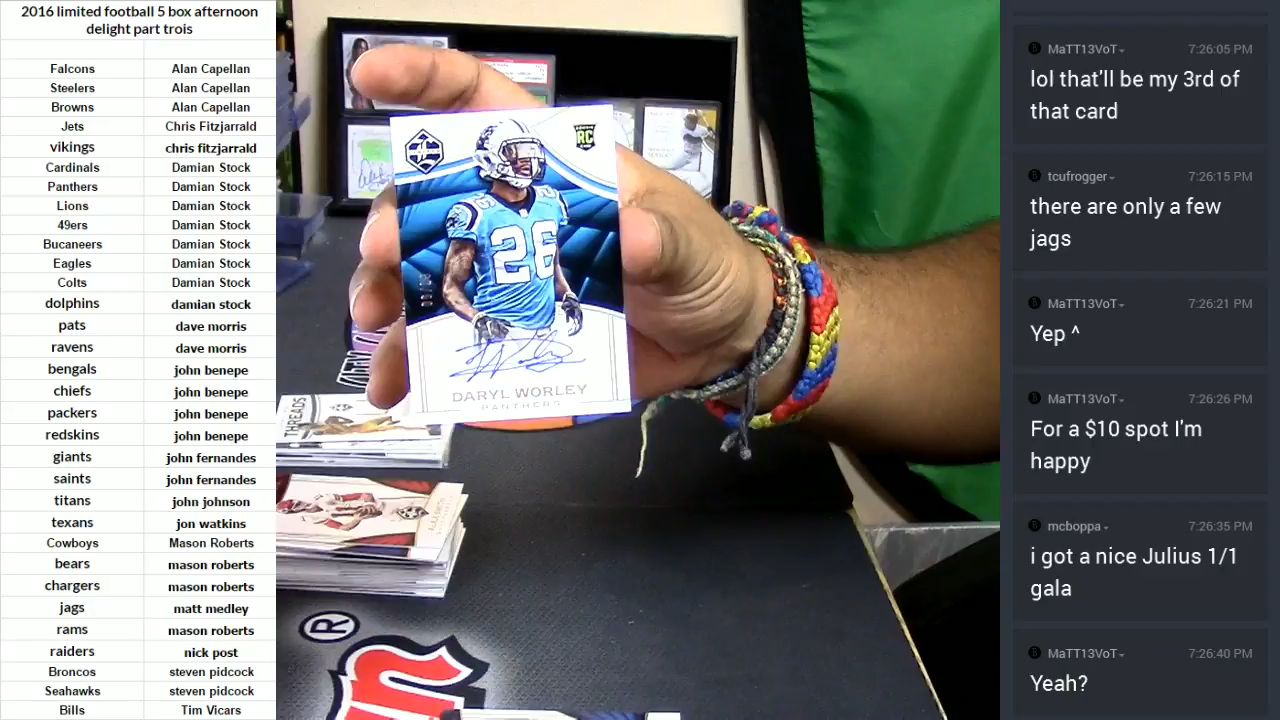 2016 limited football 5 box afternoon
delight part trois
Falcons Alan Capellan
Steelers Alan Capellan
Browns Alan Capellan
Jets Chris Fitzjarrald
vikings chris fitzjarrald
Cardinals Damian Stock
Panthers Damian Stock
Lions Damian Stock
49ers Damian Stock
Bucaneers Damian Stock
Eagles Damian Stock
Colts Damian Stock
dolphins damian stock
pats dave morris
ravens dave morris
bengals john benepe
chiefs john benepe
packers john benepe
redskins john benepe
giants john fernandes
saints john fernandes
titans john johnson
texans jon watkins
Cowboys Mason Roberts
bears mason roberts
chargers mason roberts
jags matt medley
rams mason roberts
raiders nick post
Broncos steven pidcock
Seahawks steven pidcock
Bills Tim Vicars
RC
26
DARYL WORLEY
PANTHERS
THREADS
®
MaTT13VoT 7:26:05 PM
lol that'll be my 3rd of
that card
tcufrogger 7:26:15 PM
there are only a few
jags
MaTT13VoT 7:26:21 PM
Yep ^
MaTT13VoT 7:26:26 PM
For a $10 spot I'm
happy
mcboppa 7:26:35 PM
i got a nice Julius 1/1
gala
MaTT13VoT 7:26:40 PM
Yeah?